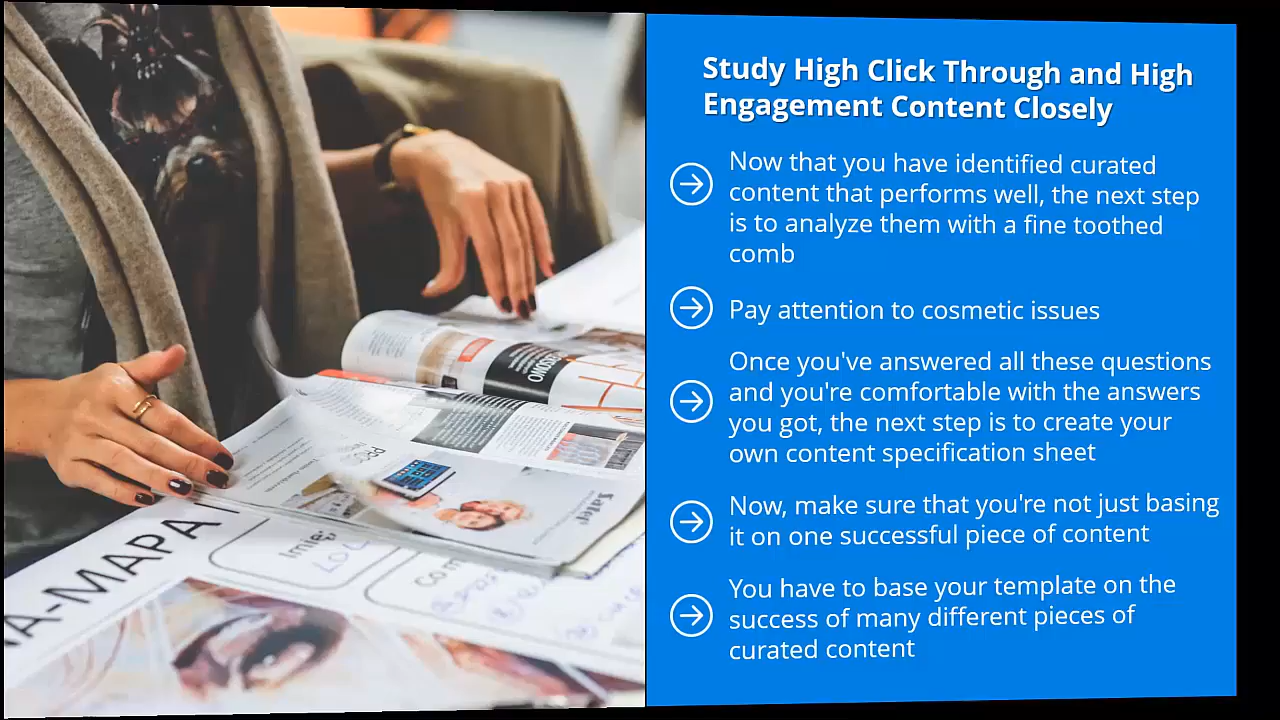 Study High Click Through and High
Engagement Content Closely
Now that you have identified curated
content that performs well, the next step
is to analyze them with a fine toothed
comb
Pay attention to cosmetic issues
Once you've answered all these questions
and you're comfortable with the answers
you got, the next step is to create your
own content specification sheet
Now, make sure that you're not just basing
it on one successful piece of content
You have to base your template on the
success of many different pieces of
curated content
A-MAPA
Imię